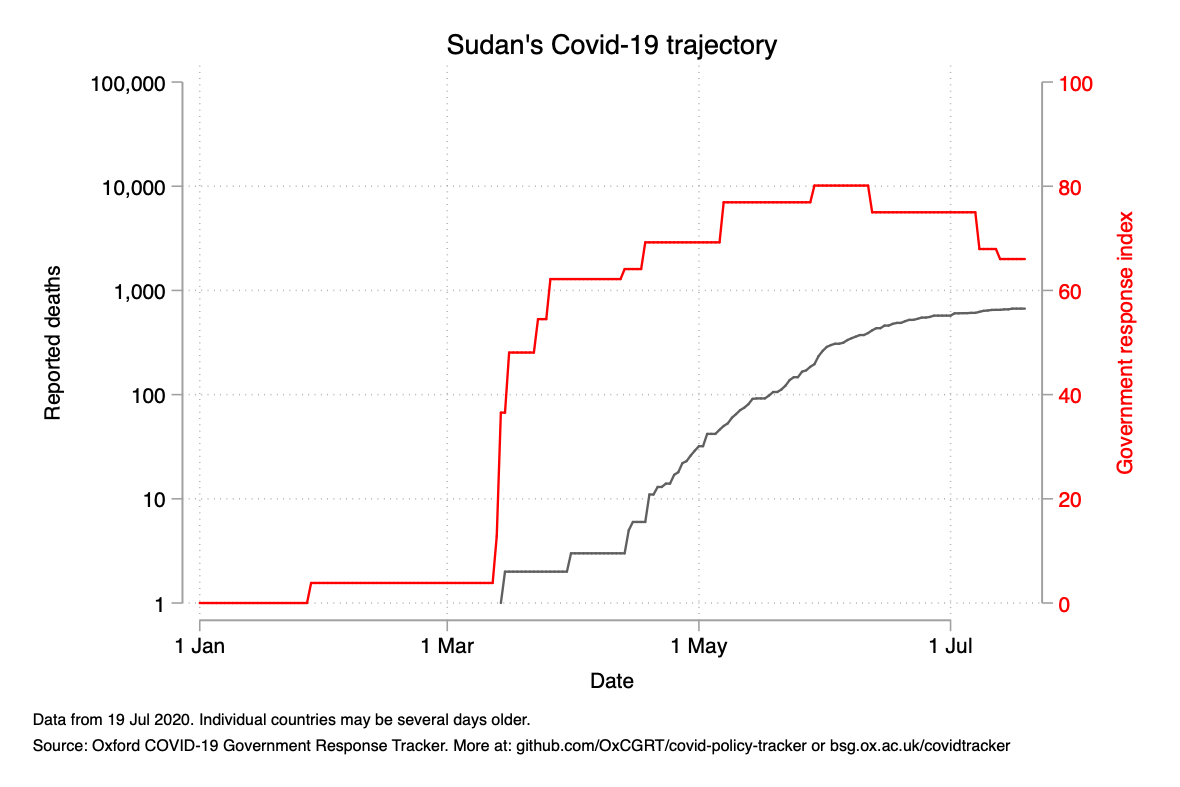 Sudan's Covid-19 trajectory
100,000
10,000
1,000
100
10
1
Reported deaths
100
80
60
40
20
0
Government response index
1 Jan
1 Mar
1 May
1 Jul
Date
Data from 19 Jul 2020. Individual countries may be several days older.
Source: Oxford COVID-19 Government Response Tracker. More at: github.com/OxCGRT/covid-policy-tracker or bsg.ox.ac.uk/covidtracker